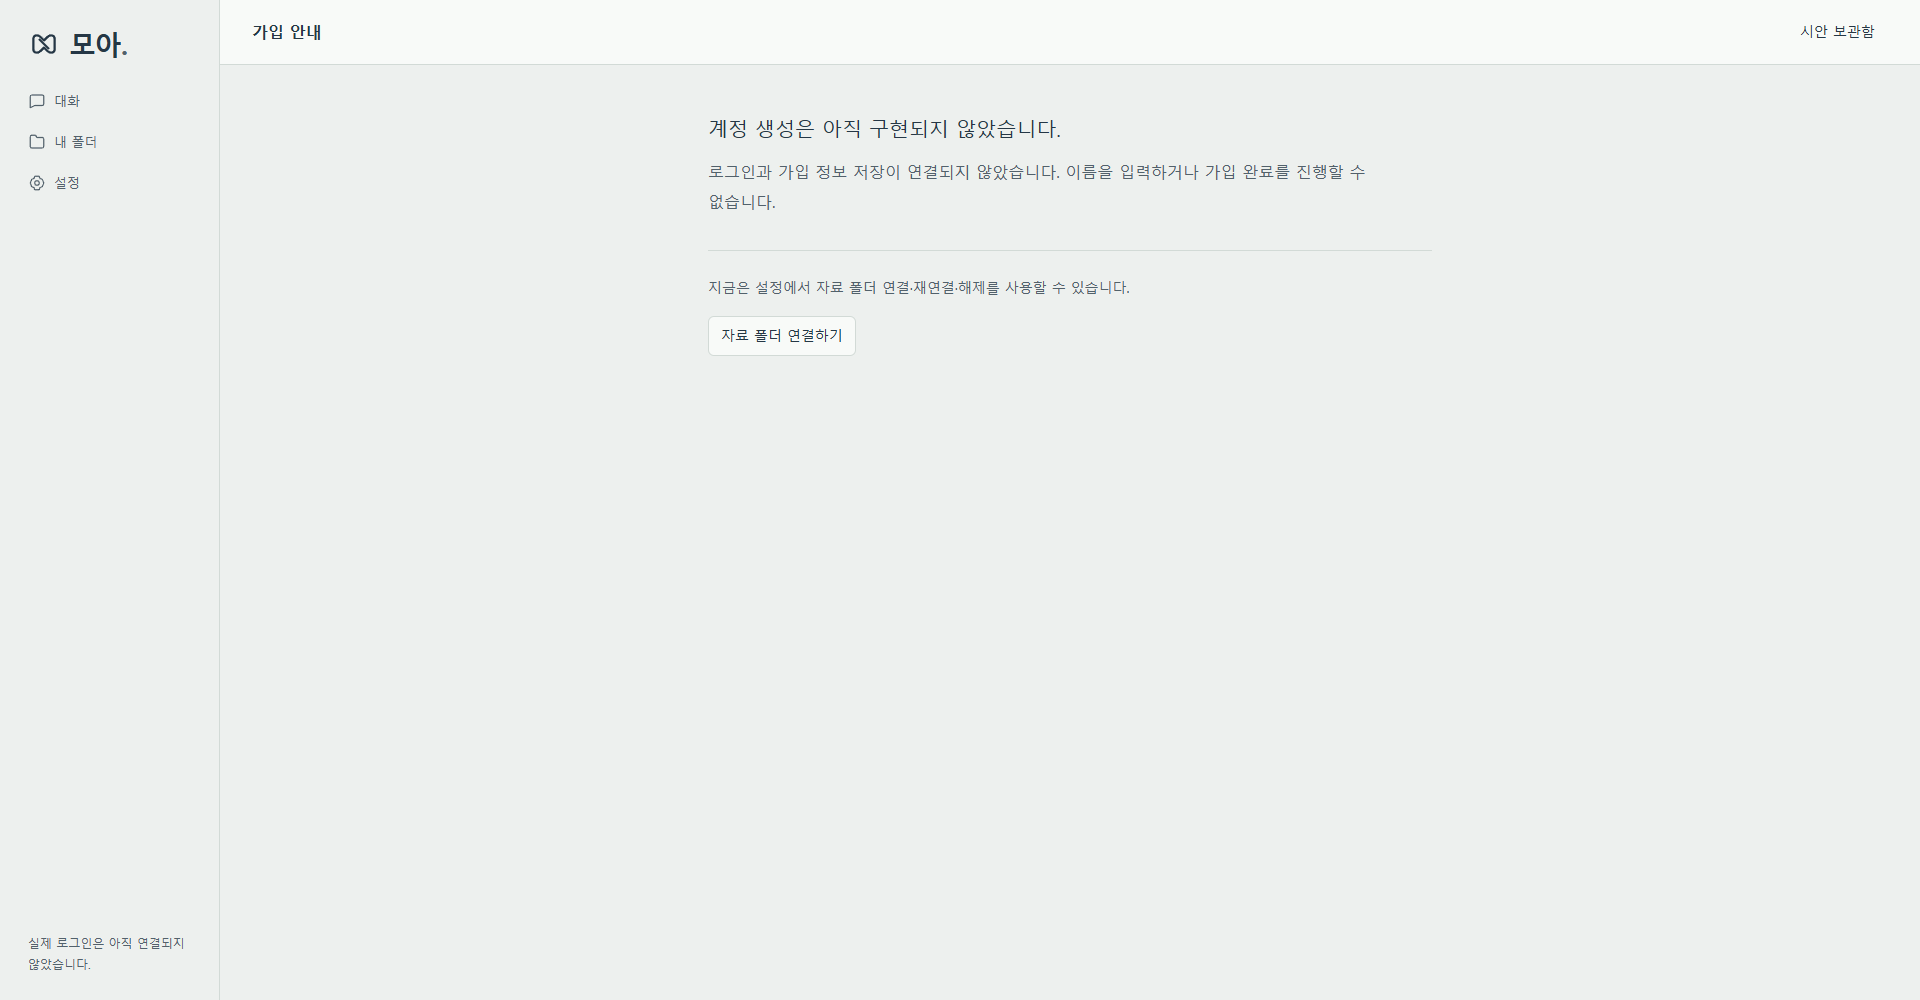 모아.
대화
내 폴더
설정
실제 로그인은 아직 연결되지
않았습니다.
가입 안내
시안 보관함
계정 생성은 아직 구현되지 않았습니다.
로그인과 가입 정보 저장이 연결되지 않았습니다. 이름을 입력하거나 가입 완료를 진행할 수
없습니다.
지금은 설정에서 자료 폴더 연결·재연결·해제를 사용할 수 있습니다.
자료 폴더 연결하기